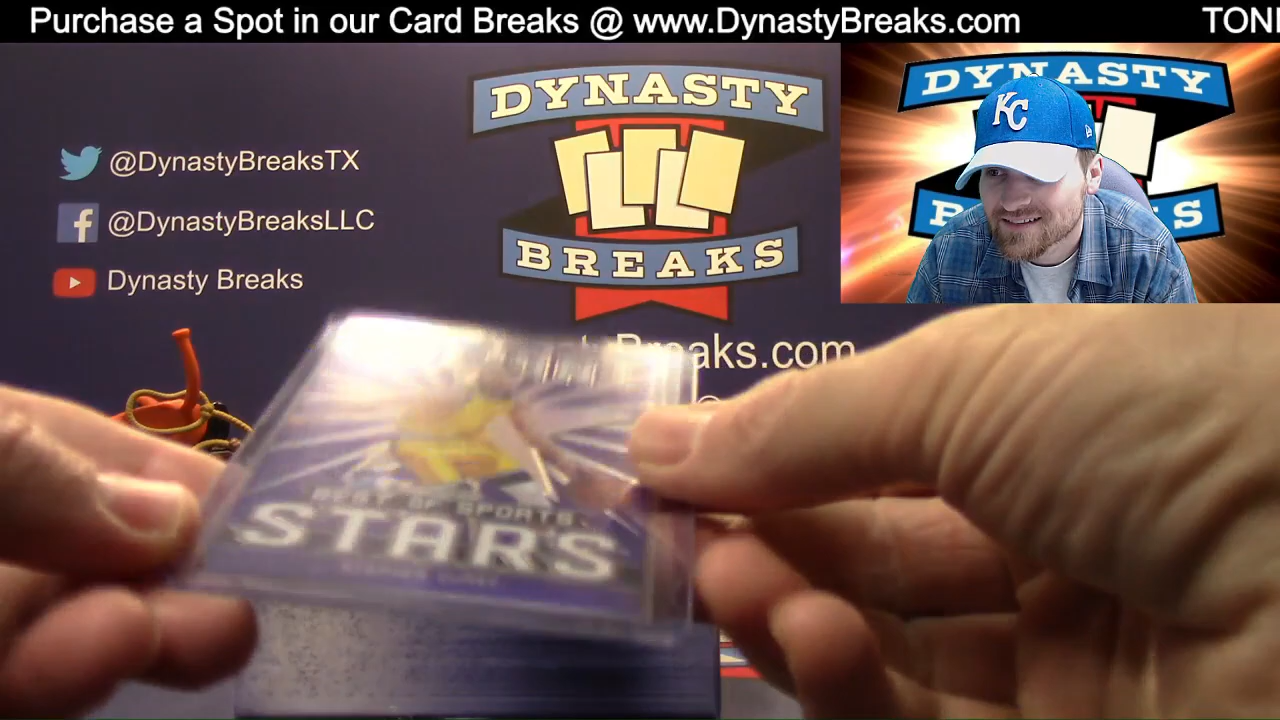 Purchase a Spot in our Card Breaks @ www.DynastyBreaks.com
TONI
@DynastyBreaksTX
@DynastyBreaksLLC
Dynasty Breaks
DYNASTY
BREAKS
Breaks.com
DYNASTY
KC
S
BEST OF SPORTS
STARS